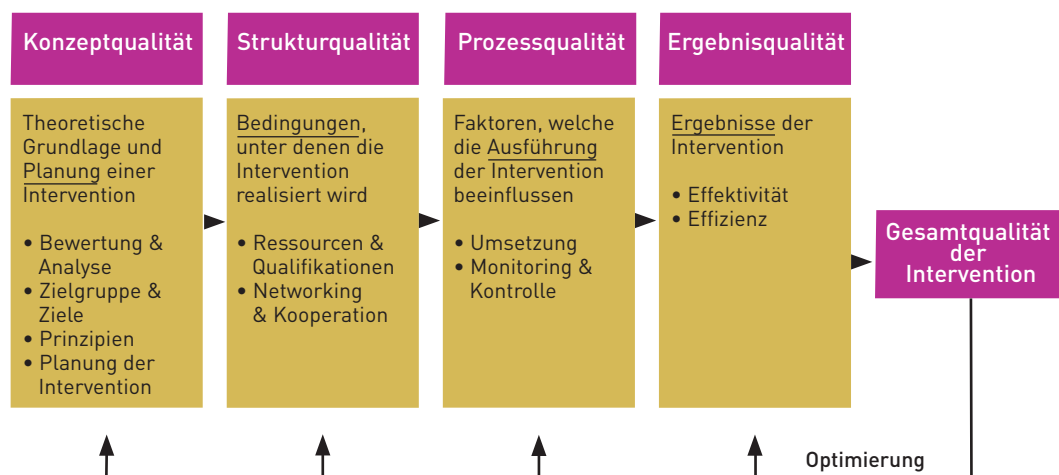 Konzeptqualität
Theoretische
Grundlage und
Planung einer
Intervention
• Bewertung &
Analyse
• Zielgruppe &
Ziele
• Prinzipien
• Planung der
Intervention
Strukturqualität
Bedingungen,
unter denen die
Intervention
realisiert wird
• Ressourcen &
Qualifikationen
• Networking
& Kooperation
Prozessqualität
Faktoren, welche
die Ausführung
der Intervention
beeinflussen
• Umsetzung
• Monitoring &
Kontrolle
Ergebnisqualität
Ergebnisse der
Intervention
• Effektivität
• Effizienz
Gesamtqualität
der
Intervention
Optimierung